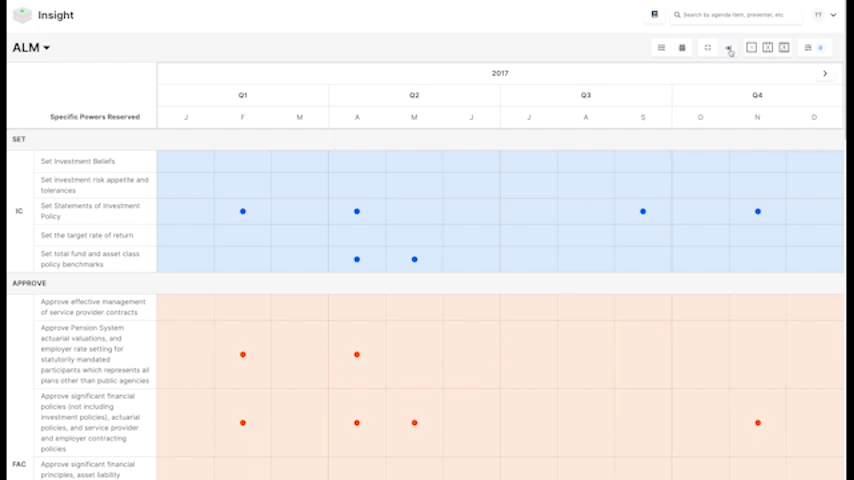 Insight
Search by agenda item, presenter, etc
TT
ALM
2017
Q1 Q2 Q3 Q4
Specific Powers Reserved J F M A M J J A S O N D
SET
IC
Set Investment Beliefs
Set investment risk appetite and
tolerances
Set Statements of Investment
Policy
Set the target rate of return
Set total fund and asset class
policy benchmarks
APPROVE
Approve effective management
of service provider contracts
Approve Pension System
actuarial valuations, and
employer rate setting for
statutorily mandated
participants which represents all
plans other than public agencies
Approve significant financial
policies (not including
investment policies), actuarial
policies, and service provider
and employer contracting
policies
FAC
Approve significant financial
principles, asset liability